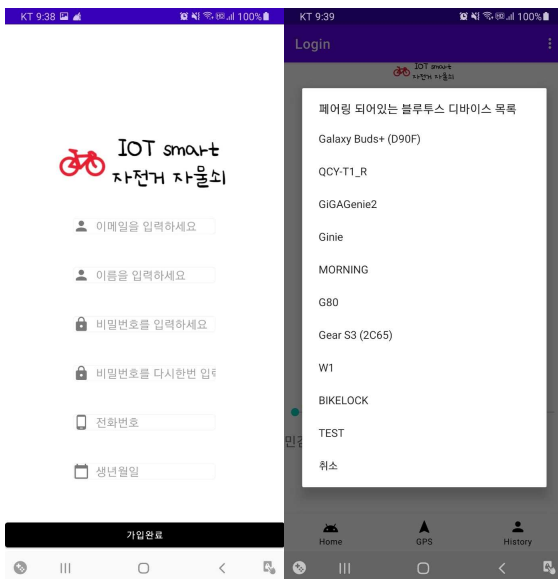 KT 9:38
100%
IOT smart
자전거 자물쇠
이메일을 입력하세요
이름을 입력하세요
비밀번호를 입력하세요
비밀번호를 다시한번 입력
전화번호
생년월일
가입완료
KT 9:39
100%
Login
IOT smart
자전거 자물쇠
페어링 되어있는 블루투스 디바이스 목록
Galaxy Buds+ (D90F)
QCY-T1_R
GiGAGenie2
Ginie
MORNING
G80
Gear S3 (2C65)
W1
BIKELOCK
TEST
취소
Home
GPS
History